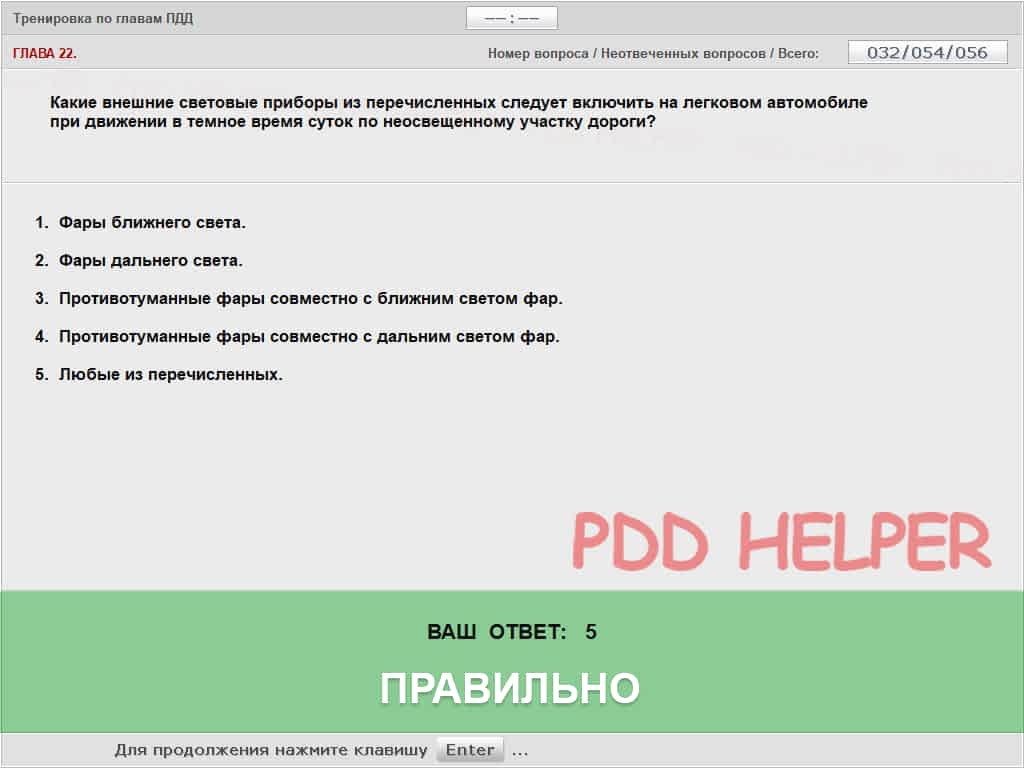 Тренировка по главам ПДД
—— : ——
ГЛАВА 22.
Номер вопроса / Неотвеченных вопросов / Всего:
032/054/056
Какие внешние световые приборы из перечисленных следует включить на легковом автомобиле
при движении в темное время суток по неосвещенному участку дороги?
1. Фары ближнего света.
2. Фары дальнего света.
3. Противотуманные фары совместно с ближним светом фар.
4. Противотуманные фары совместно с дальним светом фар.
5. Любые из перечисленных.
PDD HELPER
ВАШ ОТВЕТ: 5
ПРАВИЛЬНО
Для продолжения нажмите клавишу Enter ...